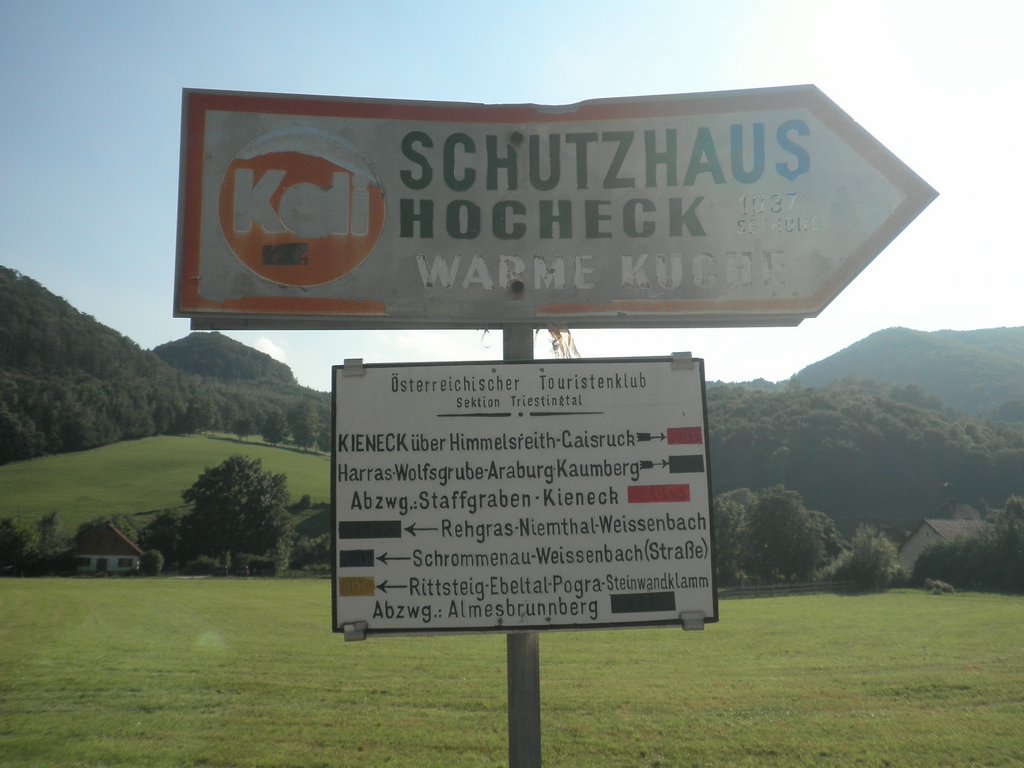 Kali
SCHUTZHAUS
HOCHECK 1037
SEEHÖHE
WARME KÜCHE
Österreichischer Touristenklub
Sektion Triestingtal
KIENECK über Himmelsreith-Gaisruck
Harras-Wolfsgrube-Araburg-Kaumberg
Abzwg.: Staffgraben-Kieneck
Rehgras-Niemthal-Weissenbach
Schrommenau-Weissenbach (Straße)
Rittsteig-Ebeltal-Pogra-Steinwandklamm
Abzwg.: Almesbrunnberg